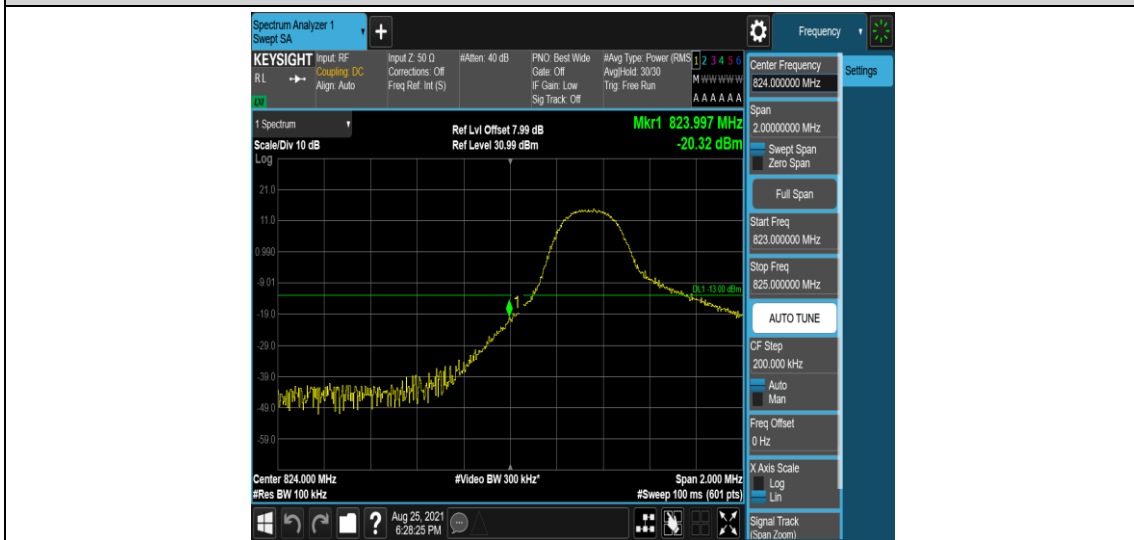 Spectrum Analyzer 1
Swept SA
+
Frequency
KEYSIGHT
RL
LXI
Input: RF
Coupling: DC
Align: Auto
Input Z: 50 Ω
Corrections: Off
Freq Ref: Int (S)
#Atten: 40 dB
PNO: Best Wide
Gate: Off
IF Gain: Low
Sig Track: Off
#Avg Type: Power (RMS
Avg|Hold: 30/30
Trig: Free Run
1 2 3 4 5 6
M W W W W W
A A A A A A
1 Spectrum
Scale/Div 10 dB
Log
Ref Lvl Offset 7.99 dB
Ref Level 30.99 dBm
Mkr1 823.997 MHz
-20.32 dBm
21.0
11.0
0.990
-9.01
-19.0
-29.0
-39.0
-49.0
-59.0
DL1 -13.00 dBm
1
Center 824.000 MHz
#Res BW 100 kHz
#Video BW 300 kHz*
Span 2.000 MHz
#Sweep 100 ms (601 pts)
?
Aug 25, 2021
6:28:25 PM
Center Frequency
824.000000 MHz
Settings
Span
2.00000000 MHz
Swept Span
Zero Span
Full Span
Start Freq
823.000000 MHz
Stop Freq
825.000000 MHz
AUTO TUNE
CF Step
200.000 kHz
Auto
Man
Freq Offset
0 Hz
X Axis Scale
Log
Lin
Signal Track
(Span Zoom)